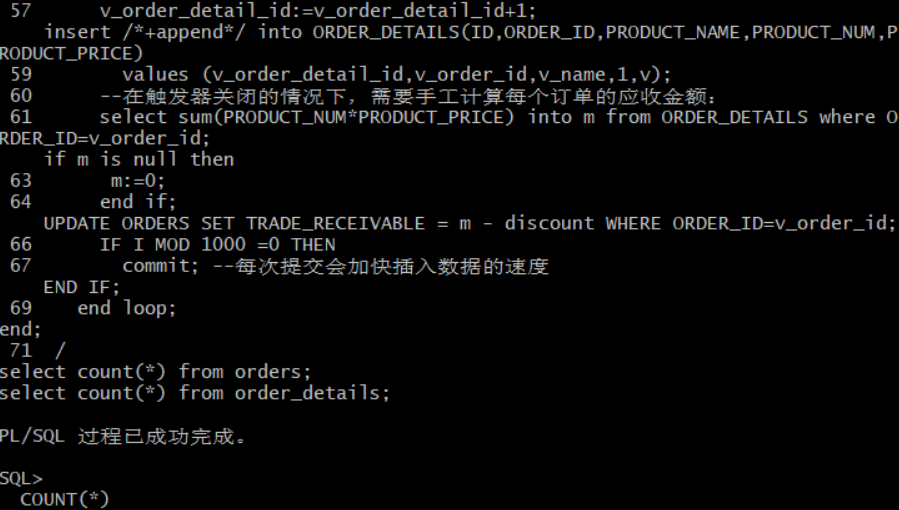 57      v_order_detail_id:=v_order_detail_id+1;
    insert /*+append*/ into ORDER_DETAILS(ID,ORDER_ID,PRODUCT_NAME,PRODUCT_NUM,P
RODUCT_PRICE)
 59        values (v_order_detail_id,v_order_id,v_name,1,v);
 60      --在触发器关闭的情况下，需要手工计算每个订单的应收金额：
 61      select sum(PRODUCT_NUM*PRODUCT_PRICE) into m from ORDER_DETAILS where O
RDER_ID=v_order_id;
    if m is null then
 63       m:=0;
 64      end if;
    UPDATE ORDERS SET TRADE_RECEIVABLE = m - discount WHERE ORDER_ID=v_order_id;
 66      IF I MOD 1000 =0 THEN
 67        commit; --每次提交会加快插入数据的速度
    END IF;
 69    end loop;
end;
 71  /
select count(*) from orders;
select count(*) from order_details;
PL/SQL 过程已成功完成。
SQL>
  COUNT(*)